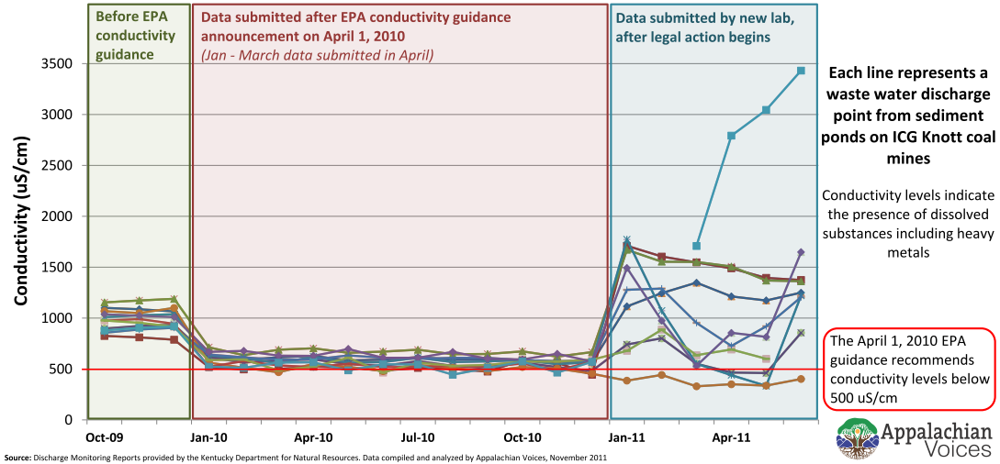 Before EPA
conductivity
guidance
Data submitted after EPA conductivity guidance
announcement on April 1, 2010
(Jan - March data submitted in April)
Data submitted by new lab,
after legal action begins
Conductivity (uS/cm)
3500
3000
2500
2000
1500
1000
500
0
Oct-09
Jan-10
Apr-10
Jul-10
Oct-10
Jan-11
Apr-11
Each line represents a
waste water discharge
point from sediment
ponds on ICG Knott coal
mines
Conductivity levels indicate
the presence of dissolved
substances including heavy
metals
The April 1, 2010 EPA
guidance recommends
conductivity levels below
500 uS/cm
Appalachian
Voices
Source: Discharge Monitoring Reports provided by the Kentucky Department for Natural Resources. Data compiled and analyzed by Appalachian Voices, November 2011